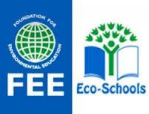 FOUNDATION FOR
ENVIRONMENTAL EDUCATION
FEE
Eco-Schools